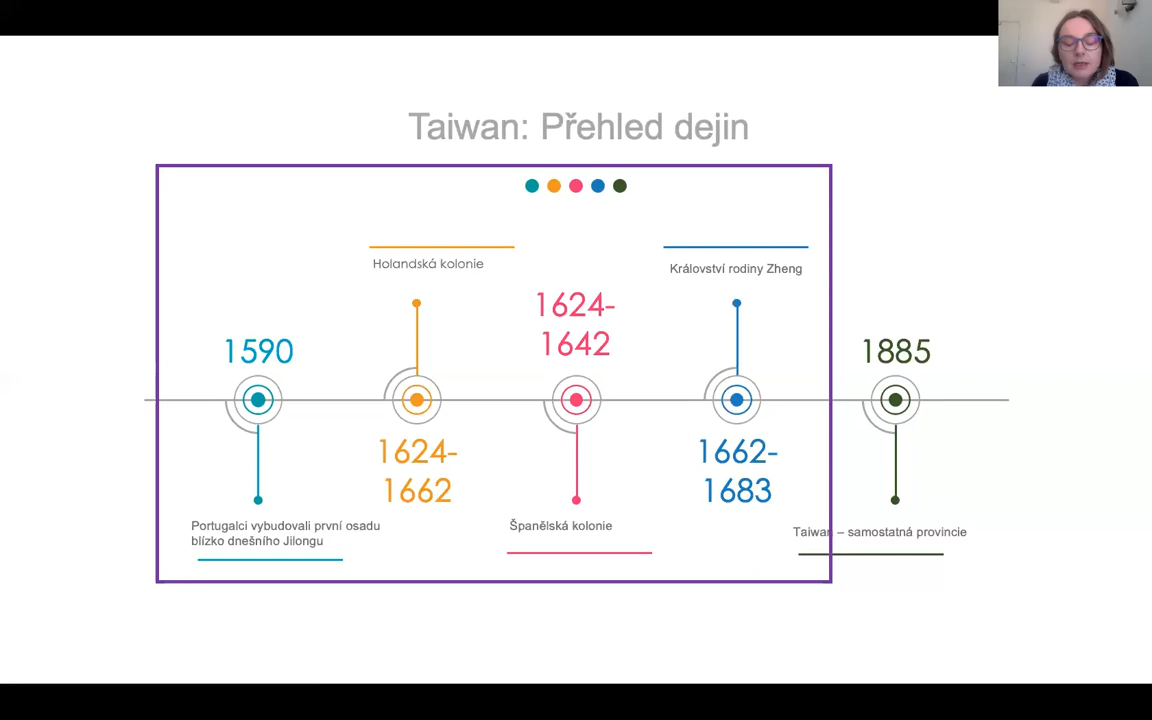 Taiwan: Přehled dejin
1590
Portugalci vybudovali první osadu
blízko dnešního Jilongu
Holandská kolonie
1624-
1662
1624-
1642
Španělská kolonie
Království rodiny Zheng
1662-
1683
1885
Taiwan – samostatná provincie